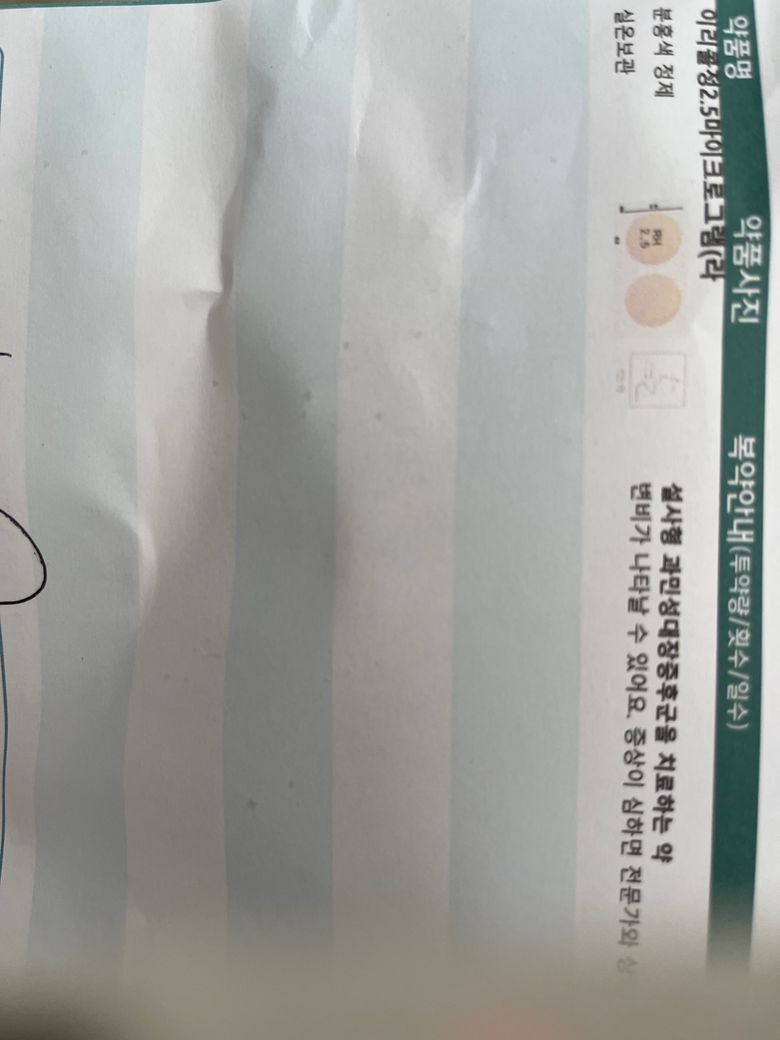 약품명 약품사진 복약안내(투약량/횟수/일수)
이리콜정2.5마이크로그램(라
분홍색 정제
실온보관
RH
2.5
설사형 과민성대장증후군을 치료하는 약
변비가 나타날 수 있어요. 증상이 심하면 전문가와 상